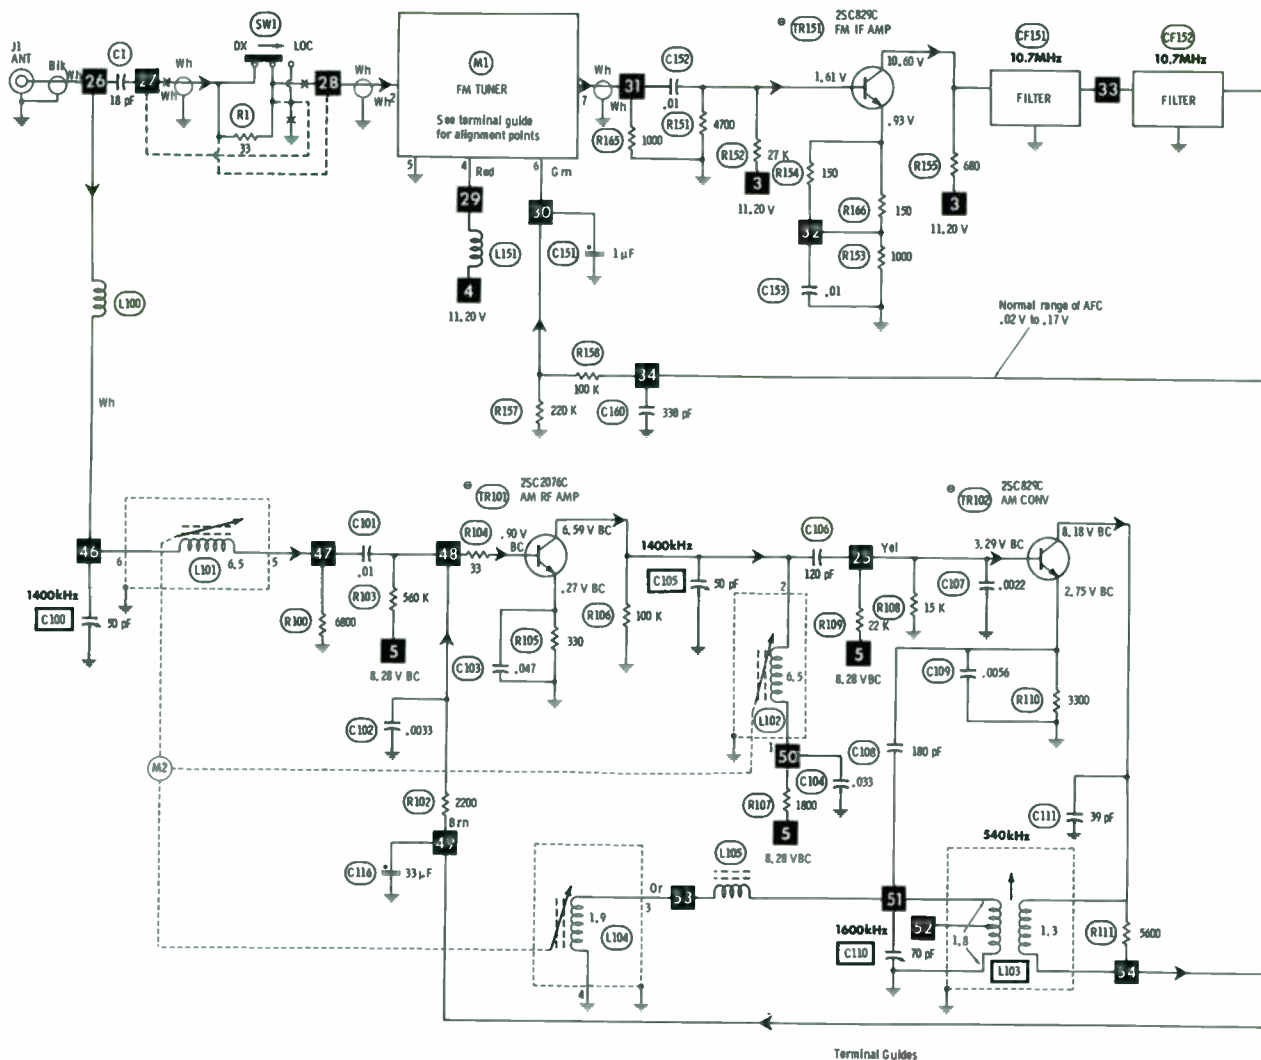 J1
ANT
Blk
Wh
26
C1
18 pF
27
Wh
Wh
SW1
DX
LOC
R1
33
28
Wh
Wh
2
M1
FM TUNER
See terminal guide
for alignment points
5
4
Red
6
Grn
7
Wh
Wh
31
C152
.01
R165
1000
R151
4700
R152
27 K
3
11.20 V
TR151
2SC829C
FM IF AMP
1.61 V
10.60 V
.93 V
R154
150
R166
150
32
R153
1000
C153
.01
R155
680
3
11.20 V
CF151
10.7MHz
FILTER
33
CF152
10.7MHz
FILTER
29
L151
4
11.20 V
30
C151
1 μF
Normal range of AFC
.02 V to .17 V
R158
100 K
34
R157
220 K
C160
330 pF
L100
Wh
46
1400kHz
C100
50 pF
6
L101
6.5
5
47
R100
6800
C101
.01
R103
560 K
5
8.28 V BC
48
R104
33
TR101
2SC2076C
AM RF AMP
.90 V
BC
6.59 V BC
.27 V BC
R105
330
C103
.047
R106
100 K
1400kHz
C105
50 pF
C106
120 pF
25
Yel
R109
22 K
5
8.28 VBC
R108
15 K
C107
.0022
TR102
2SC829C
AM CONV
3.29 V BC
8.18 V BC
2.75 V BC
C109
.0056
R110
3300
2
6.5
L102
1
50
C104
.033
R107
1800
5
8.28 VBC
C102
.0033
M2
R102
2200
Brn
C116
33 μF
C108
180 pF
C111
39 pF
1.9
L104
Or
3
4
53
L105
51
1600kHz
C110
70 pF
52
540kHz
1.8
1.3
L103
R111
5600
54
Terminal Guides